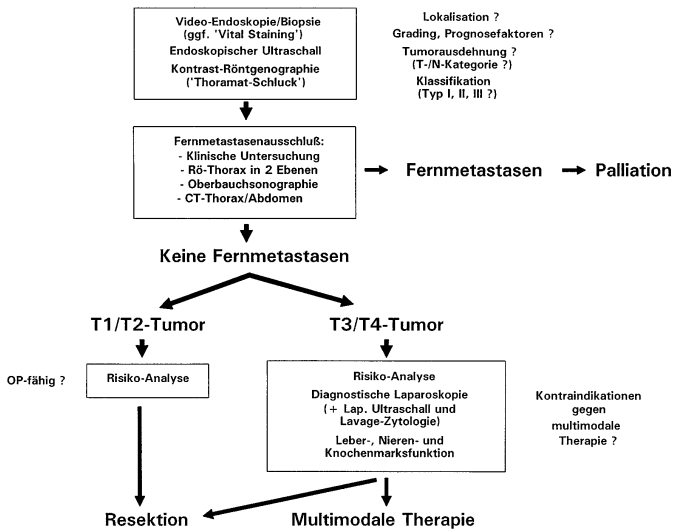 Video-Endoskopie/Biopsie
(ggf. 'Vital Staining')
Endoskopischer Ultraschall
Kontrast-Röntgenographie
('Thoramat-Schluck')
Lokalisation ?
Grading, Prognosefaktoren ?
Tumorausdehnung ?
(T-/N-Kategorie ?)
Klassifikation
(Typ I, II, III ?)
Fernmetastasenausschluß:
- Klinische Untersuchung
- Rö-Thorax in 2 Ebenen
- Oberbauchsonographie
- CT-Thorax/Abdomen
Fernmetastasen
Palliation
Keine Fernmetastasen
T1/T2-Tumor
T3/T4-Tumor
OP-fähig ?
Risiko-Analyse
Risiko-Analyse
Diagnostische Laparoskopie
(+ Lap. Ultraschall und
Lavage-Zytologie)
Leber-, Nieren- und
Knochenmarksfunktion
Kontraindikationen
gegen
multimodale
Therapie ?
Resektion
Multimodale Therapie